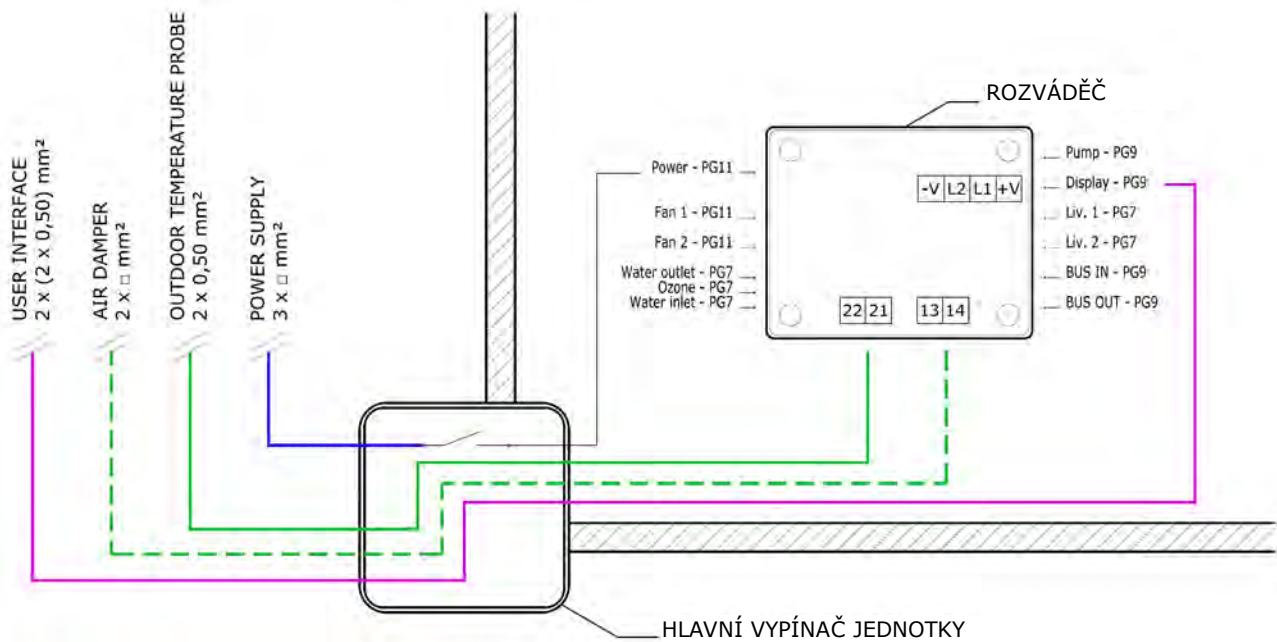 USER INTERFACE
2 x (2 x 0,50) mm²
AIR DAMPER
2 x □ mm²
OUTDOOR TEMPERATURE PROBE
2 x 0,50 mm²
POWER SUPPLY
3 x □ mm²
ROZVÁDĚČ
Power - PG11
Fan 1 - PG11
Fan 2 - PG11
Water outlet - PG7
Ozone - PG7
Water inlet - PG7
-V L2 L1 +V
22 21 13 14
Pump - PG9
Display - PG9
Liv. 1 - PG7
Liv. 2 - PG7
BUS IN - PG9
BUS OUT - PG9
HLAVNÍ VYPÍNAČ JEDNOTKY